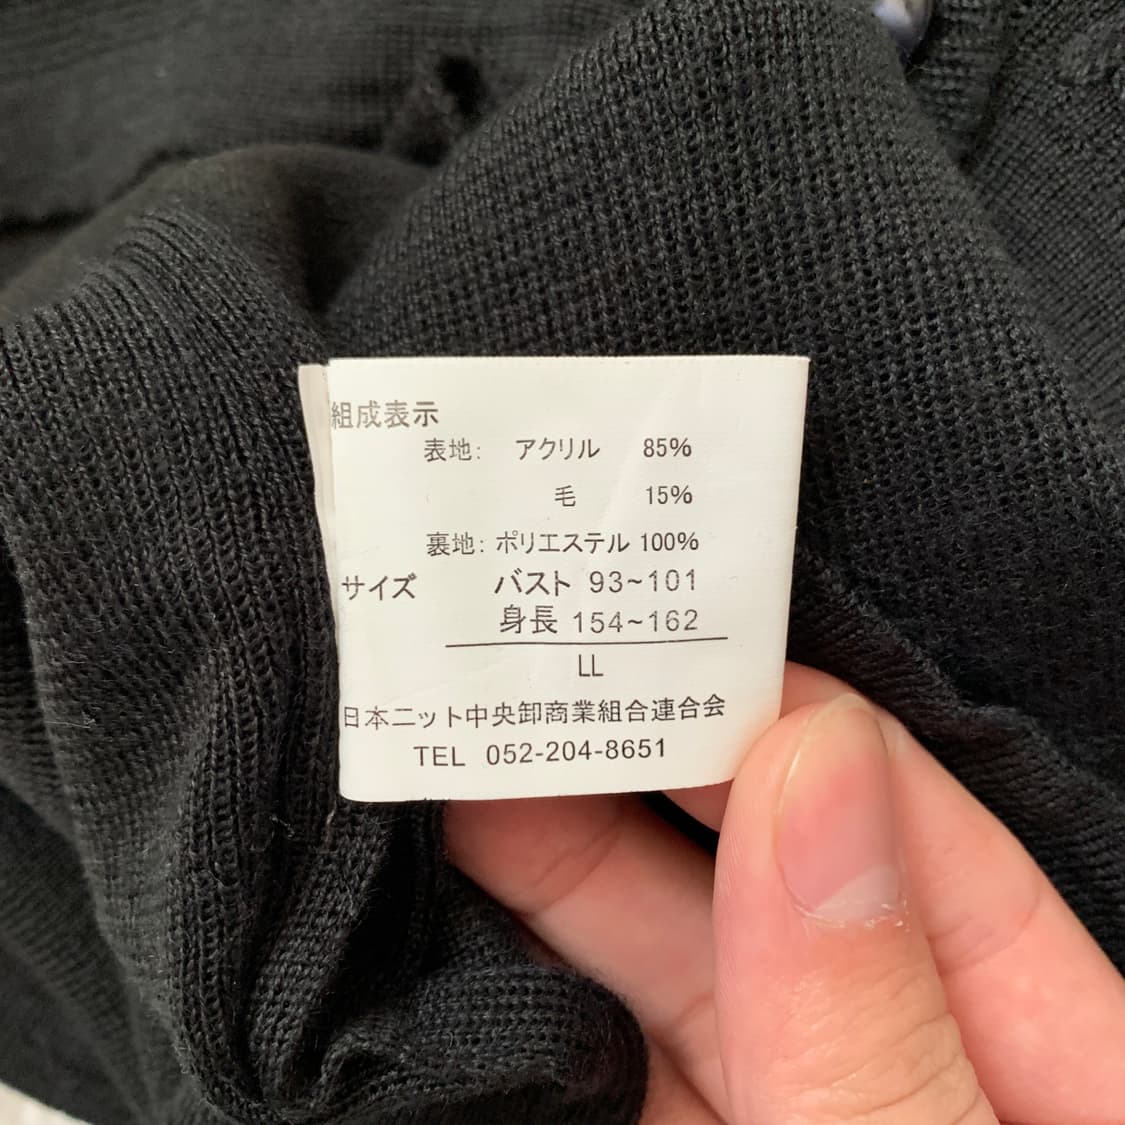 組成表示
表地: アクリル 85%
毛 15%
裏地: ポリエステル 100%
サイズ バスト 93~101
身長 154~162
LL
日本ニット中央卸商業組合連合会
TEL 052-204-8651